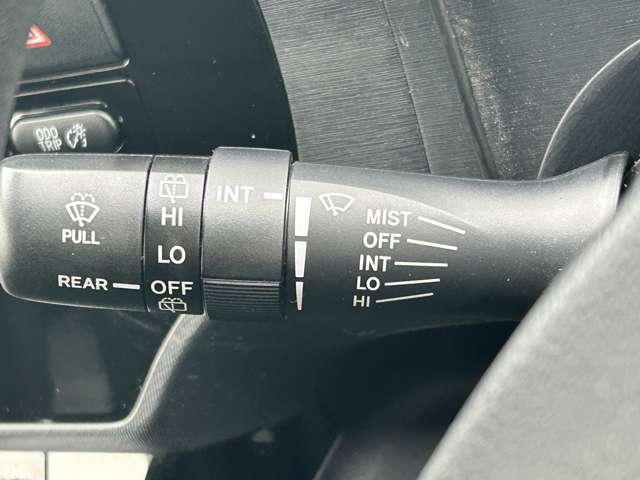 ODO
TRIP
PULL
REAR
HI
LO
OFF
INT
MIST
OFF
INT
LO
HI